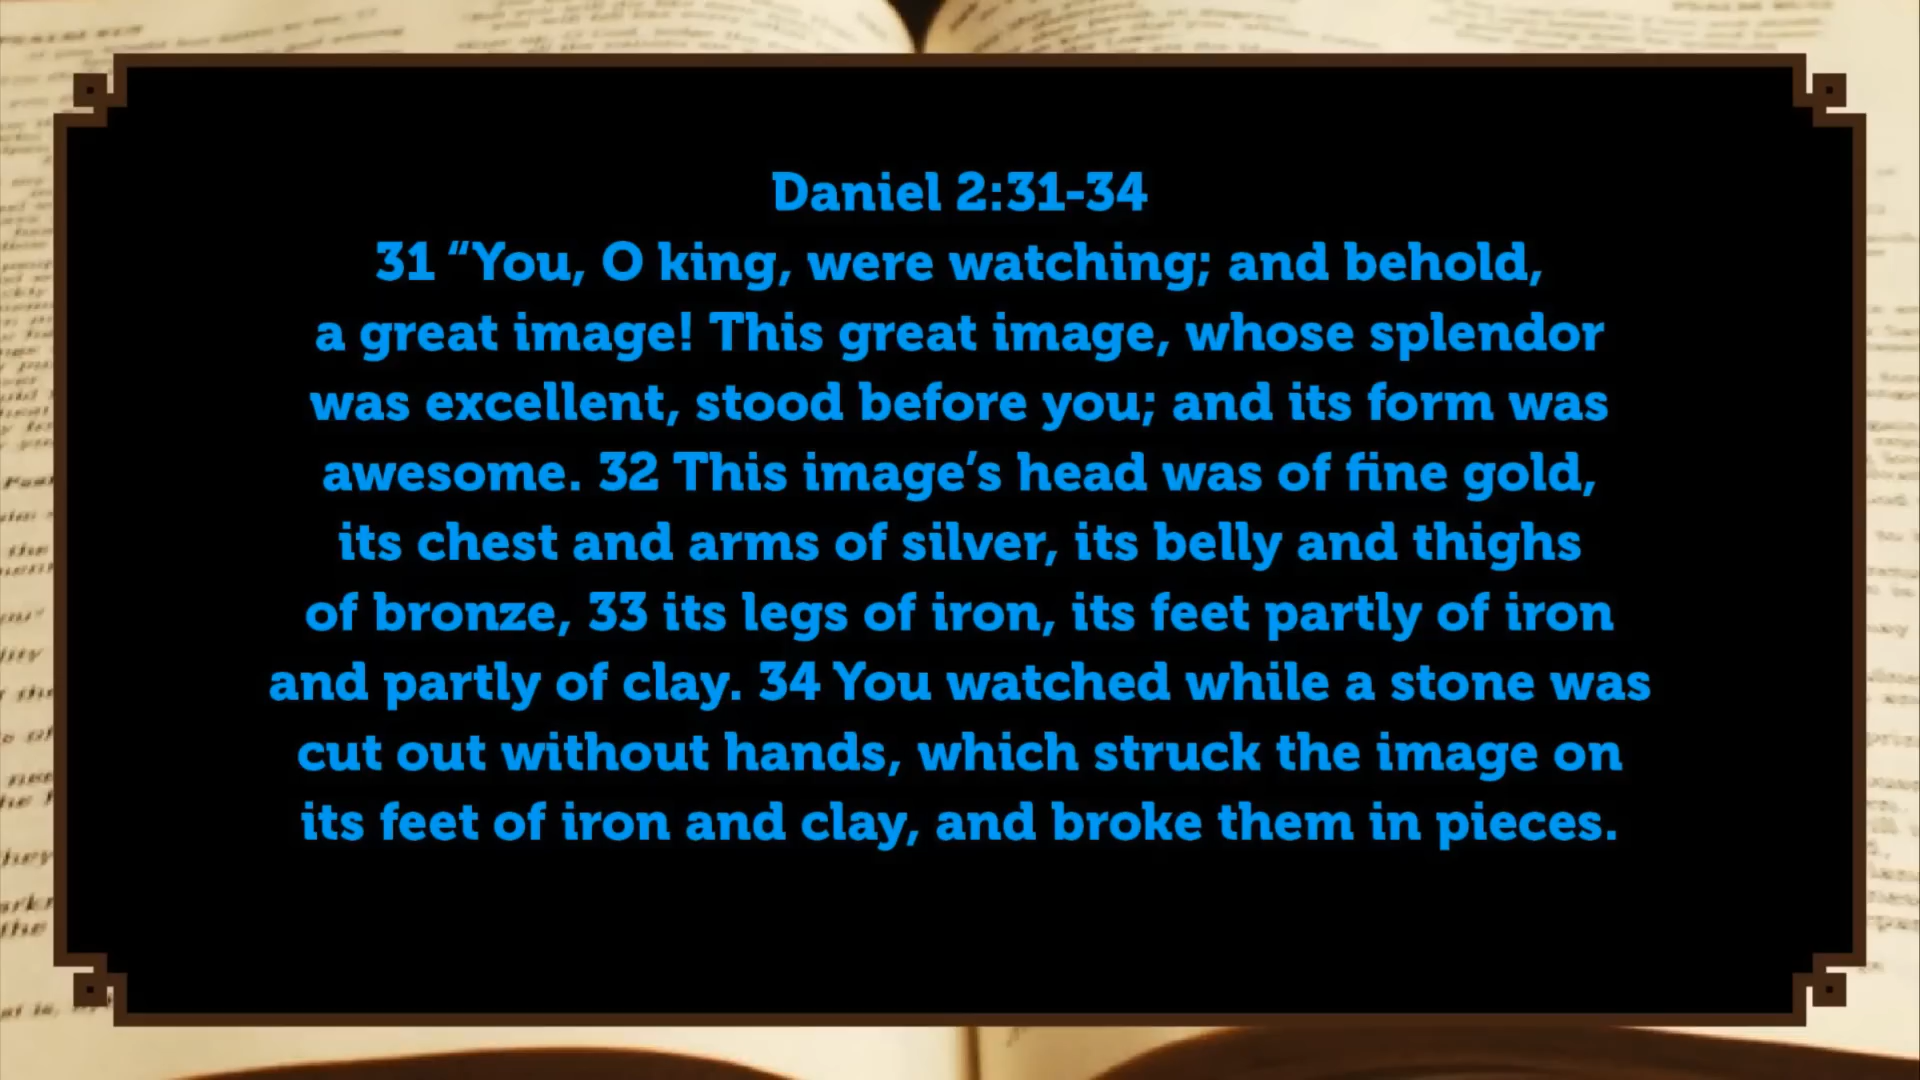 Daniel 2:31-34
31 “You, O king, were watching; and behold,
a great image! This great image, whose splendor
was excellent, stood before you; and its form was
awesome. 32 This image’s head was of fine gold,
its chest and arms of silver, its belly and thighs
of bronze, 33 its legs of iron, its feet partly of iron
and partly of clay. 34 You watched while a stone was
cut out without hands, which struck the image on
its feet of iron and clay, and broke them in pieces.